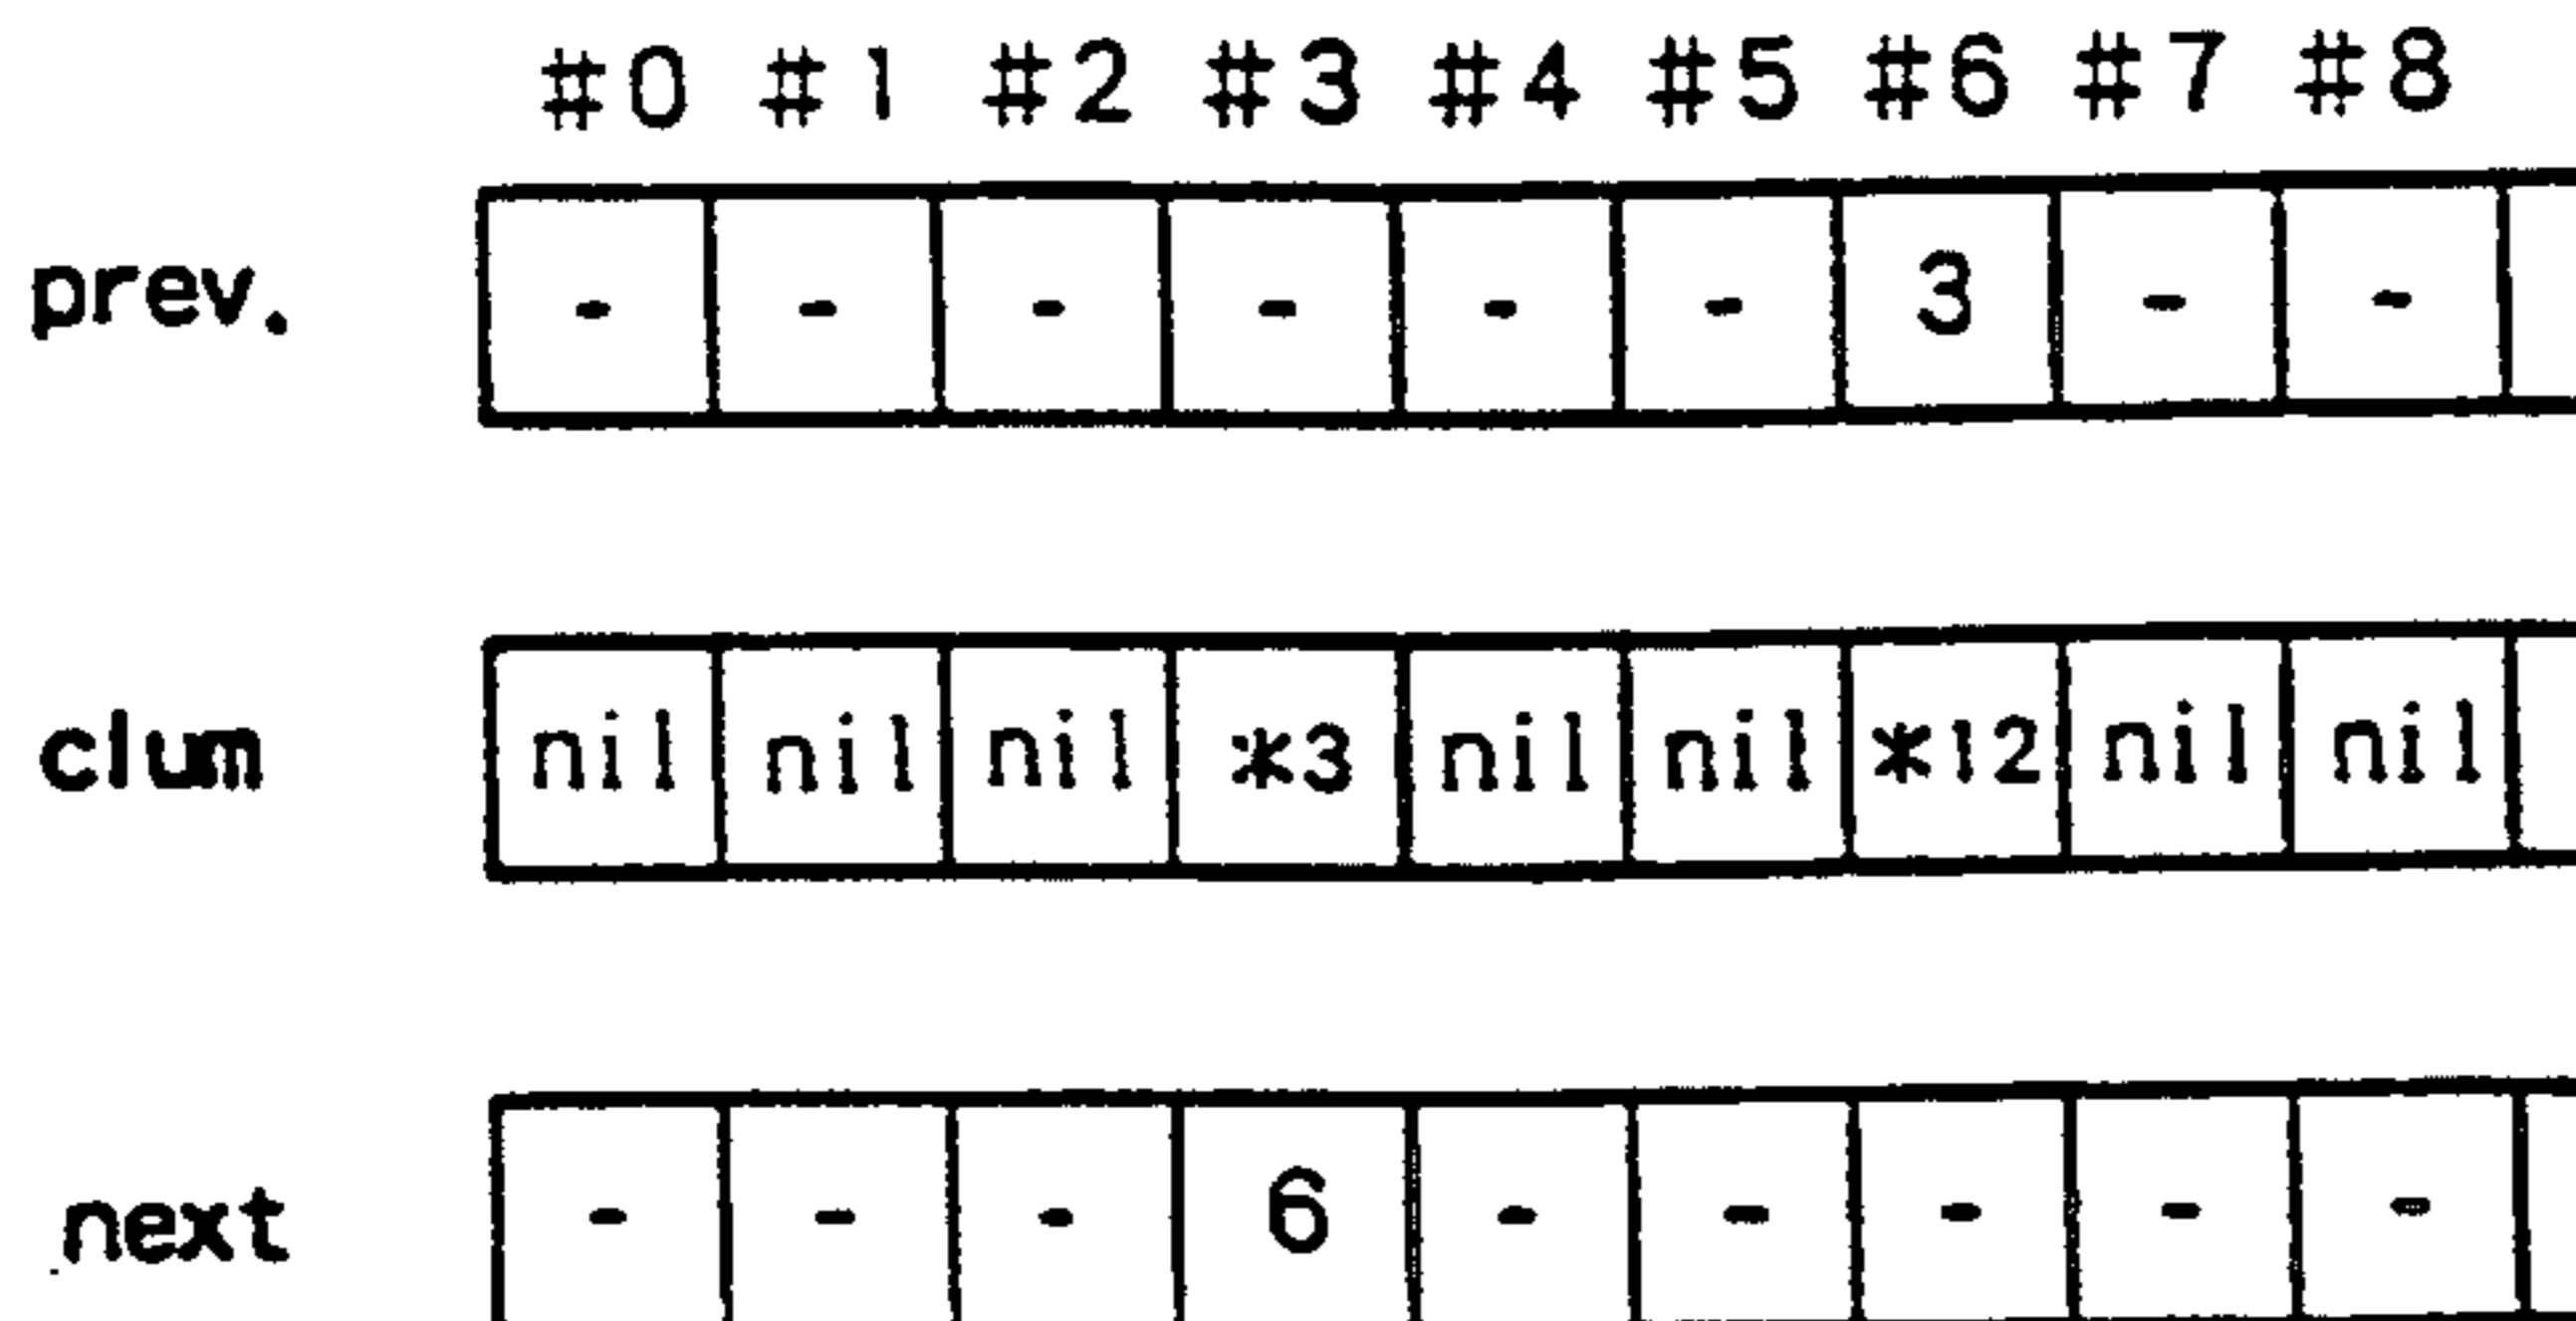 #0 #1 #2 #3 #4 #5 #6 #7 #8
prev. - - - - - - 3 - -
clum nil nil nil *3 nil nil *12 nil nil
next - - - 6 - - - - -